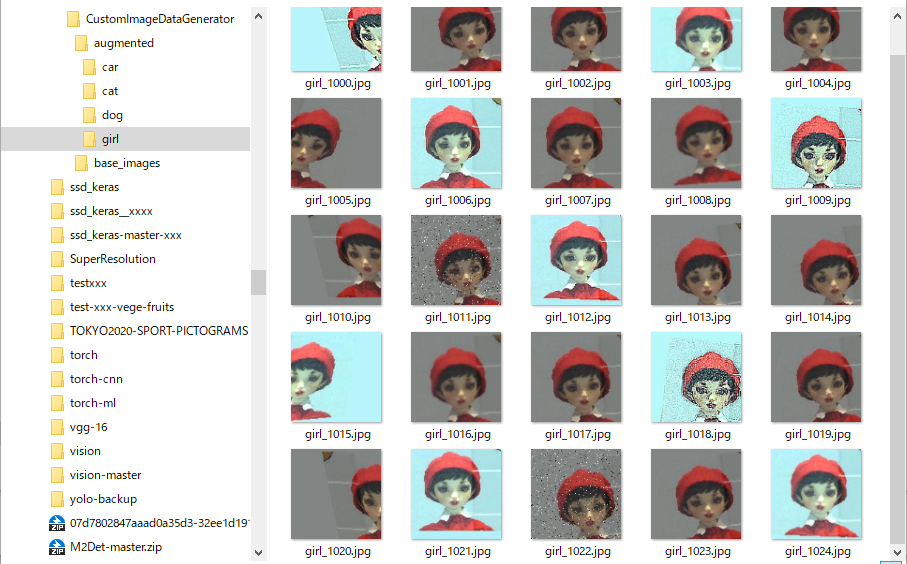 CustomImageDataGenerator
augmented
car
cat
dog
girl
base_images
ssd_keras
ssd_keras__xxxx
ssd_keras-master-xxx
SuperResolution
testxxx
test-xxx-vege-fruits
TOKYO2020-SPORT-PICTOGRAMS
torch
torch-cnn
torch-ml
vgg-16
vision
vision-master
yolo-backup
ZIP 07d7802847aaad0a35d3-32ee1d19
ZIP M2Det-master.zip
girl_1000.jpg girl_1001.jpg girl_1002.jpg girl_1003.jpg girl_1004.jpg
girl_1005.jpg girl_1006.jpg girl_1007.jpg girl_1008.jpg girl_1009.jpg
girl_1010.jpg girl_1011.jpg girl_1012.jpg girl_1013.jpg girl_1014.jpg
girl_1015.jpg girl_1016.jpg girl_1017.jpg girl_1018.jpg girl_1019.jpg
girl_1020.jpg girl_1021.jpg girl_1022.jpg girl_1023.jpg girl_1024.jpg